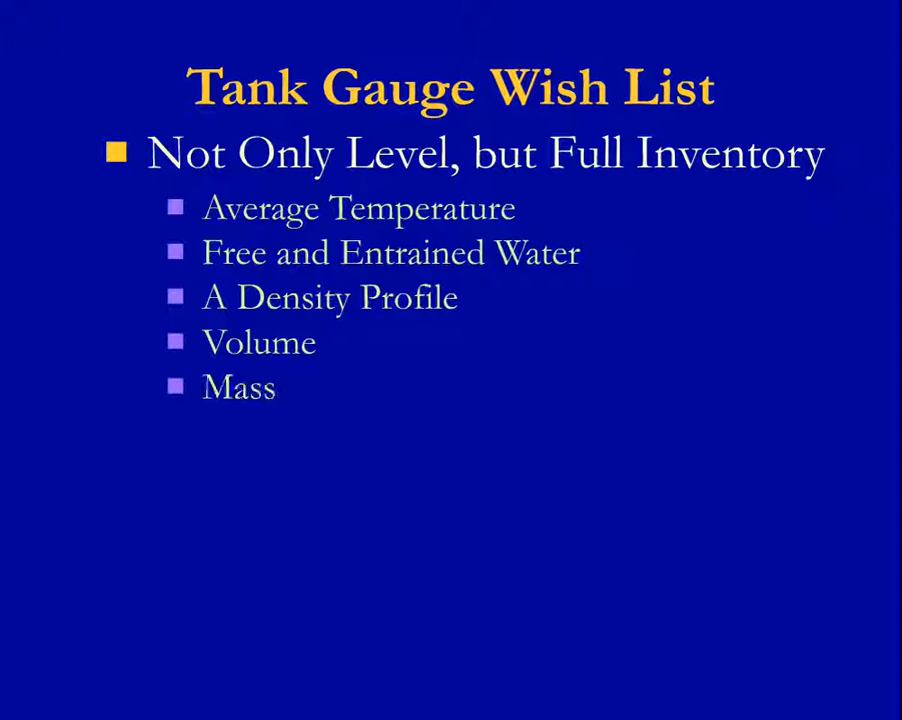 Tank Gauge Wish List
Not Only Level, but Full Inventory
Average Temperature
Free and Entrained Water
A Density Profile
Volume
Mass